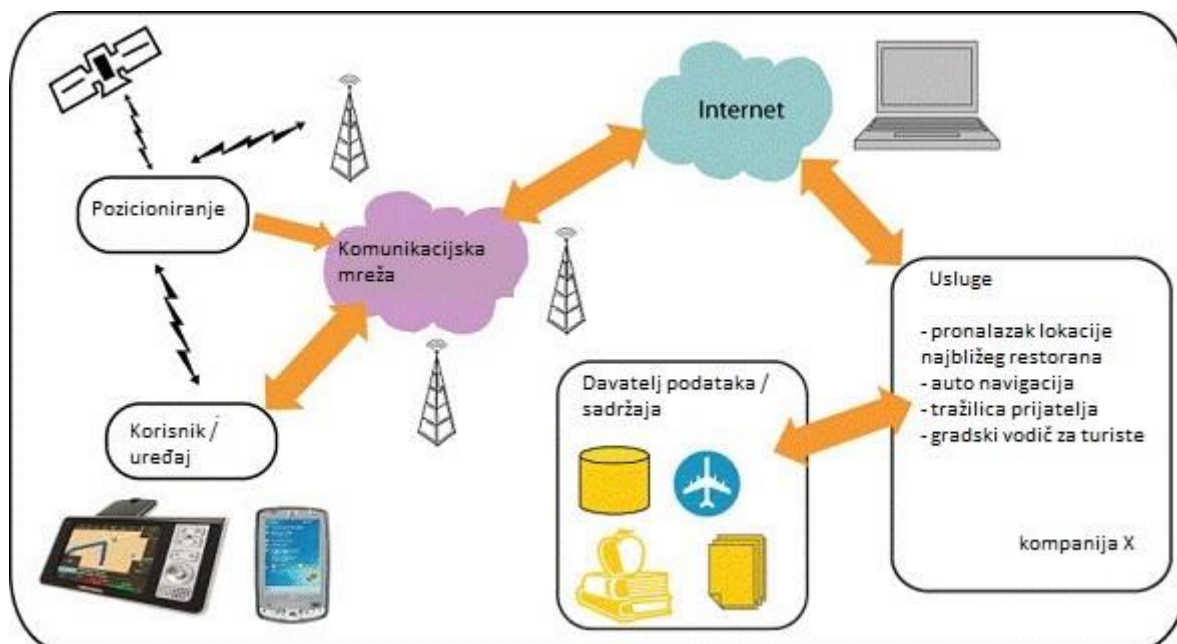 Internet
Pozicioniranje
Komunikacijska
mreža
Usluge
- pronalazak lokacije
najbližeg restorana
- auto navigacija
- tražilica prijatelja
- gradski vodič za turiste
kompanija X
Davatelj podataka /
sadržaja
Korisnik /
uređaj